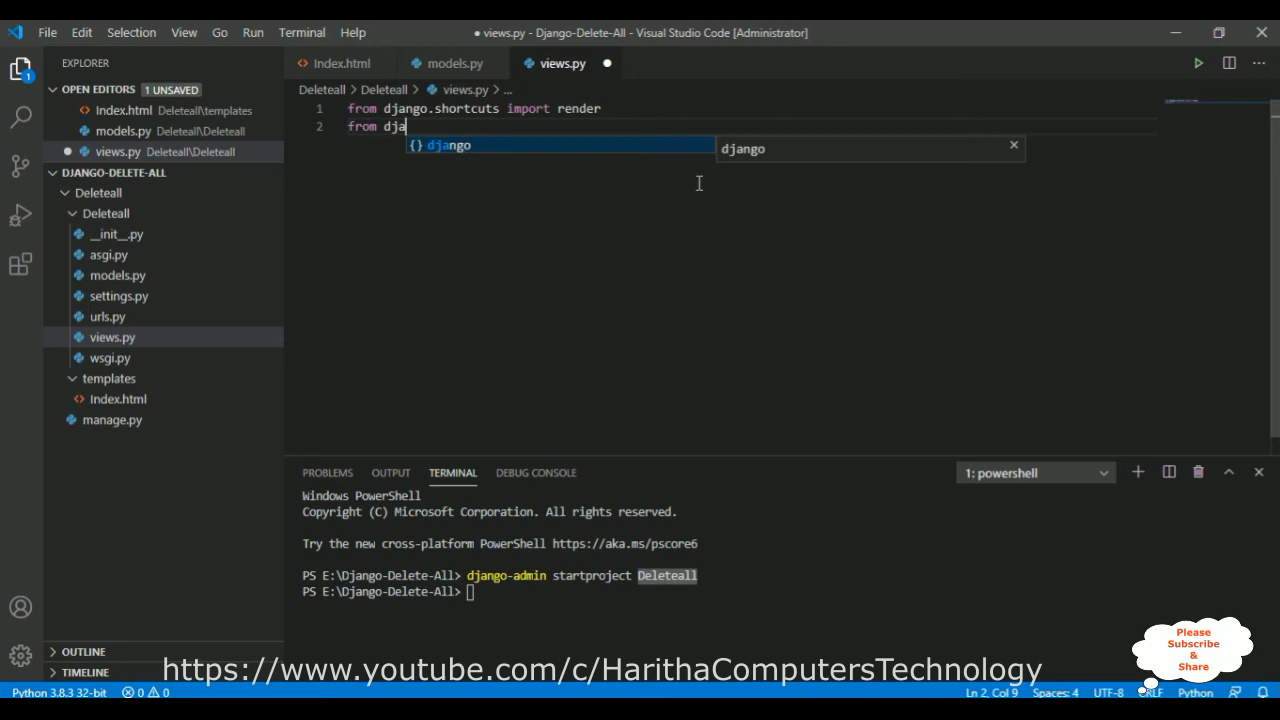 File Edit Selection View Go Run Terminal Help
● views.py - Django-Delete-All - Visual Studio Code [Administrator]
EXPLORER
Index.html
models.py
views.py
OPEN EDITORS 1 UNSAVED
Deleteall > Deleteall > views.py > ...
Index.html Deleteall\templates
models.py Deleteall\Deleteall
views.py Deleteall\Deleteall
DJANGO-DELETE-ALL
Deleteall
Deleteall
__init__.py
asgi.py
models.py
settings.py
urls.py
views.py
wsgi.py
templates
Index.html
manage.py
OUTLINE
TIMELINE
1 from django.shortcuts import render
2 from dja
{} django
django
PROBLEMS OUTPUT TERMINAL DEBUG CONSOLE
1: powershell
Windows PowerShell
Copyright (C) Microsoft Corporation. All rights reserved.
Try the new cross-platform PowerShell https://aka.ms/pscore6
PS E:\Django-Delete-All> django-admin startproject Deleteall
PS E:\Django-Delete-All>
Please
Subscribe
&
Share
https://www.youtube.com/c/HarithaComputersTechnology
Python 3.8.3 32-bit 0 0
Ln 2, Col 9 Spaces: 4 UTF-8 CRLF Python
1